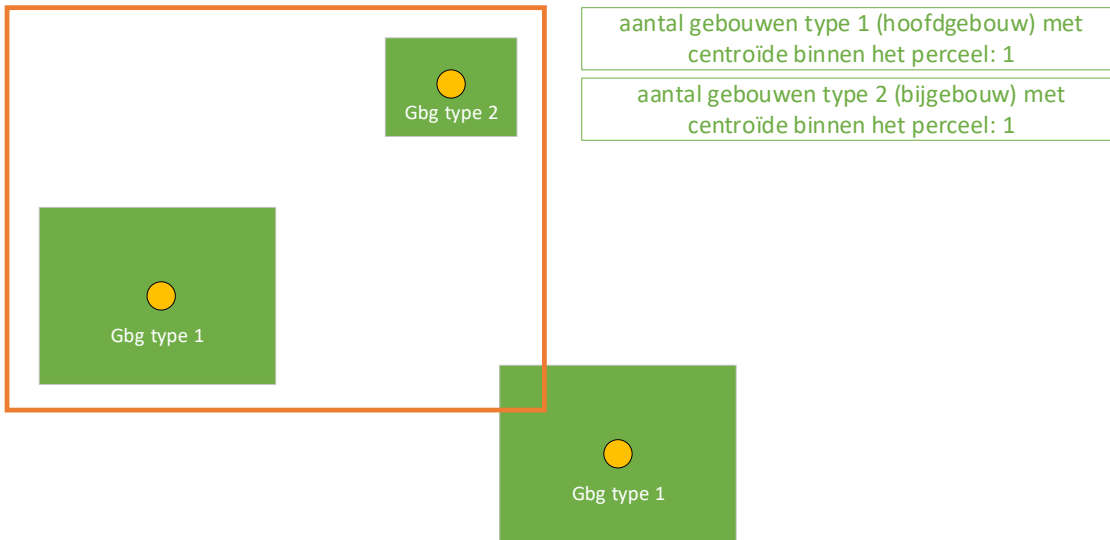 aantal gebouwen type 1 (hoofdgebouw) met
centroïde binnen het perceel: 1
aantal gebouwen type 2 (bijgebouw) met
centroïde binnen het perceel: 1
Gbg type 2
Gbg type 1
Gbg type 1